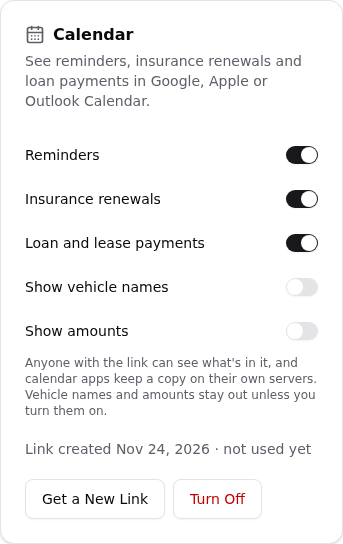 Calendar
See reminders, insurance renewals and
loan payments in Google, Apple or
Outlook Calendar.
Reminders
Insurance renewals
Loan and lease payments
Show vehicle names
Show amounts
Anyone with the link can see what's in it, and
calendar apps keep a copy on their own servers.
Vehicle names and amounts stay out unless you
turn them on.
Link created Nov 24, 2026 · not used yet
Get a New Link
Turn Off